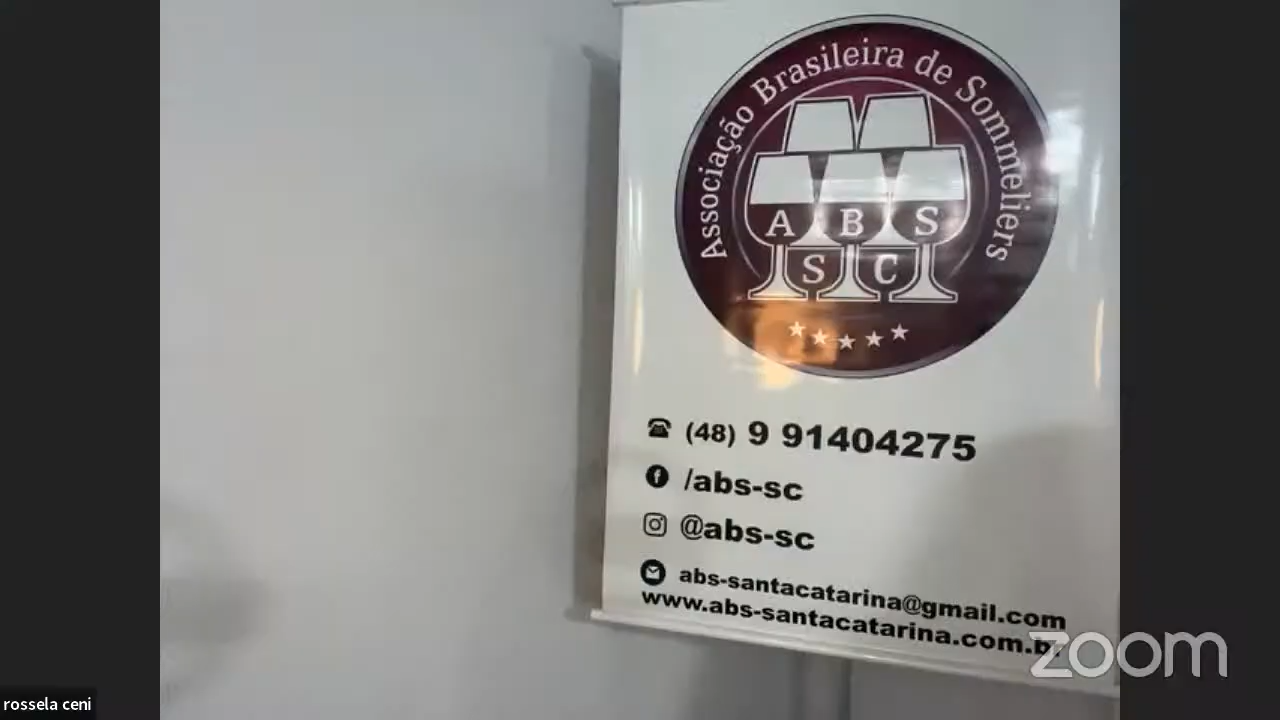 Associação Brasileira de Sommeliers
A B S
S C
(48) 9 91404275
/abs-sc
@abs-sc
abs-santacatarina@gmail.com
www.abs-santacatarina.com.b
zoom
rossela ceni